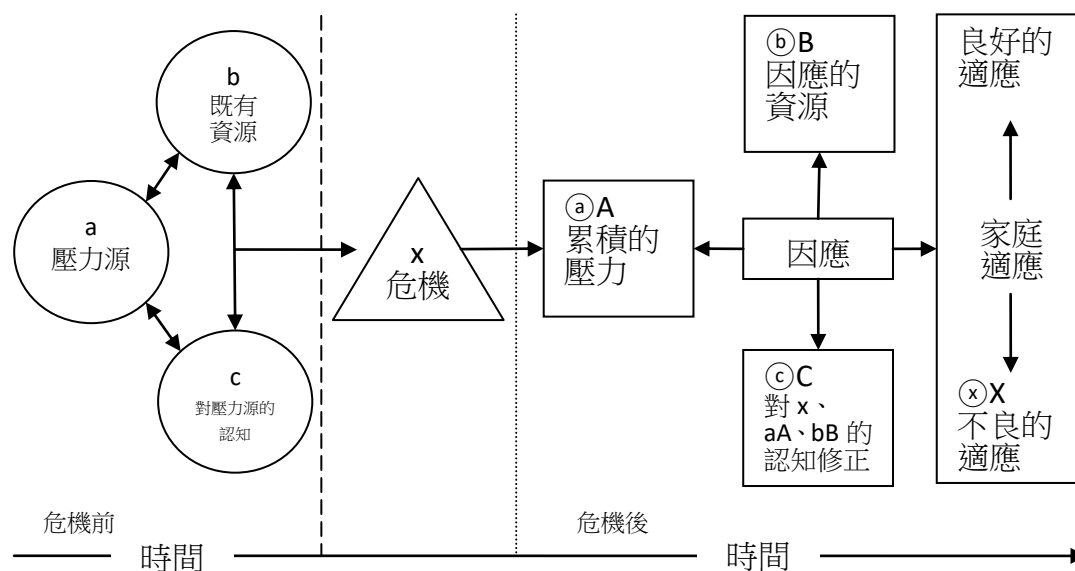 b
既有
資源
a
壓力源
c
對壓力源的
認知
x
危機
ⓐA
累積的
壓力
ⓑB
因應的
資源
因應
ⓒC
對 x、
aA、bB 的
認知修正
良好的
適應
家庭
適應
ⓧX
不良的
適應
危機前
危機後
時間
時間